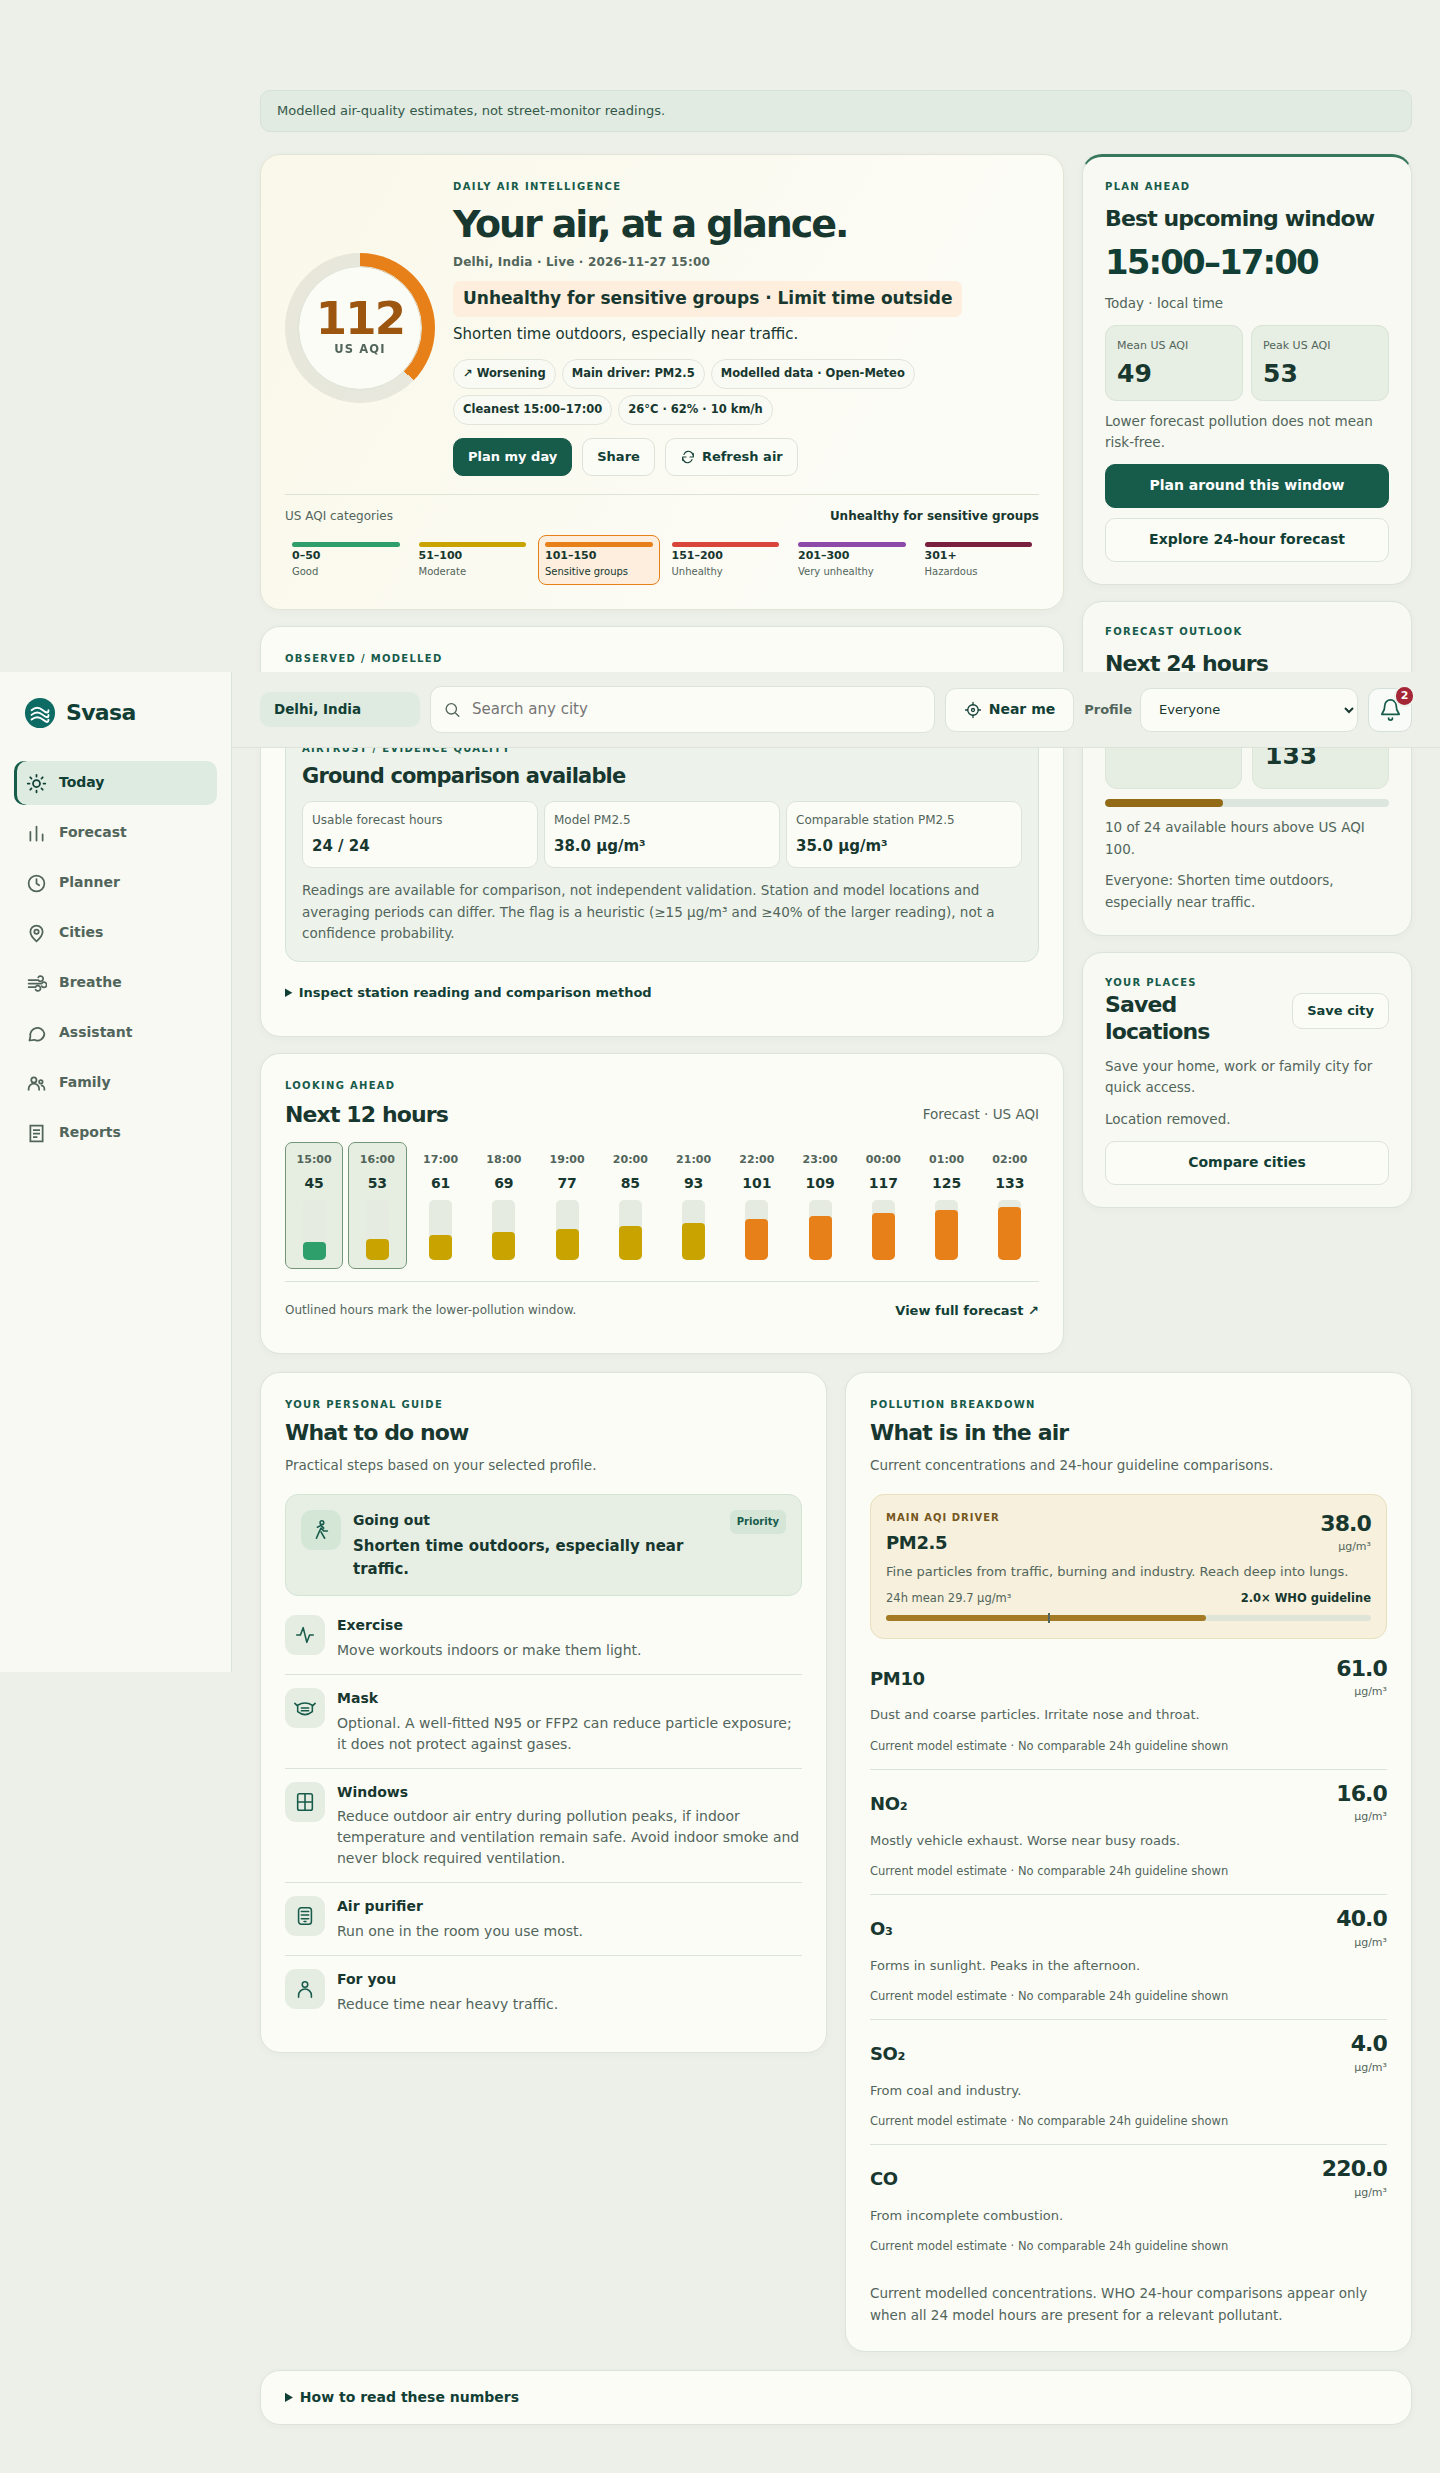 Modelled air-quality estimates, not street-monitor readings.
DAILY AIR INTELLIGENCE
Your air, at a glance.
Delhi, India · Live · 2026-11-27 15:00
112
US AQI
Unhealthy for sensitive groups · Limit time outside
Shorten time outdoors, especially near traffic.
↗ Worsening
Main driver: PM2.5
Modelled data · Open-Meteo
Cleanest 15:00–17:00
26°C · 62% · 10 km/h
Plan my day
Share
Refresh air
US AQI categories
Unhealthy for sensitive groups
0–50
Good
51–100
Moderate
101–150
Sensitive groups
151–200
Unhealthy
201–300
Very unhealthy
301+
Hazardous
PLAN AHEAD
Best upcoming window
15:00–17:00
Today · local time
Mean US AQI
49
Peak US AQI
53
Lower forecast pollution does not mean
risk-free.
Plan around this window
Explore 24-hour forecast
OBSERVED / MODELLED
FORECAST OUTLOOK
Next 24 hours
Svasa
Delhi, India
Search any city
Near me
Profile
Everyone
2
Today
Forecast
Planner
Cities
Breathe
Assistant
Family
Reports
AIRTRUST / EVIDENCE QUALITY
Ground comparison available
Usable forecast hours
24 / 24
Model PM2.5
38.0 µg/m³
Comparable station PM2.5
35.0 µg/m³
Readings are available for comparison, not independent validation. Station and model locations and
averaging periods can differ. The flag is a heuristic (≥15 µg/m³ and ≥40% of the larger reading), not a
confidence probability.
▶ Inspect station reading and comparison method
133
10 of 24 available hours above US AQI
100.
Everyone: Shorten time outdoors,
especially near traffic.
YOUR PLACES
Saved
locations
Save city
Save your home, work or family city for
quick access.
Location removed.
Compare cities
LOOKING AHEAD
Next 12 hours
Forecast · US AQI
15:00 16:00 17:00 18:00 19:00 20:00 21:00 22:00 23:00 00:00 01:00 02:00
45 53 61 69 77 85 93 101 109 117 125 133
Outlined hours mark the lower-pollution window.
View full forecast ↗
YOUR PERSONAL GUIDE
What to do now
Practical steps based on your selected profile.
Going out
Priority
Shorten time outdoors, especially near
traffic.
Exercise
Move workouts indoors or make them light.
Mask
Optional. A well-fitted N95 or FFP2 can reduce particle exposure;
it does not protect against gases.
Windows
Reduce outdoor air entry during pollution peaks, if indoor
temperature and ventilation remain safe. Avoid indoor smoke and
never block required ventilation.
Air purifier
Run one in the room you use most.
For you
Reduce time near heavy traffic.
POLLUTION BREAKDOWN
What is in the air
Current concentrations and 24-hour guideline comparisons.
MAIN AQI DRIVER
PM2.5
38.0
µg/m³
Fine particles from traffic, burning and industry. Reach deep into lungs.
24h mean 29.7 µg/m³
2.0× WHO guideline
PM10
61.0
µg/m³
Dust and coarse particles. Irritate nose and throat.
Current model estimate · No comparable 24h guideline shown
NO₂
16.0
µg/m³
Mostly vehicle exhaust. Worse near busy roads.
Current model estimate · No comparable 24h guideline shown
O₃
40.0
µg/m³
Forms in sunlight. Peaks in the afternoon.
Current model estimate · No comparable 24h guideline shown
SO₂
4.0
µg/m³
From coal and industry.
Current model estimate · No comparable 24h guideline shown
CO
220.0
µg/m³
From incomplete combustion.
Current model estimate · No comparable 24h guideline shown
Current modelled concentrations. WHO 24-hour comparisons appear only
when all 24 model hours are present for a relevant pollutant.
▶ How to read these numbers